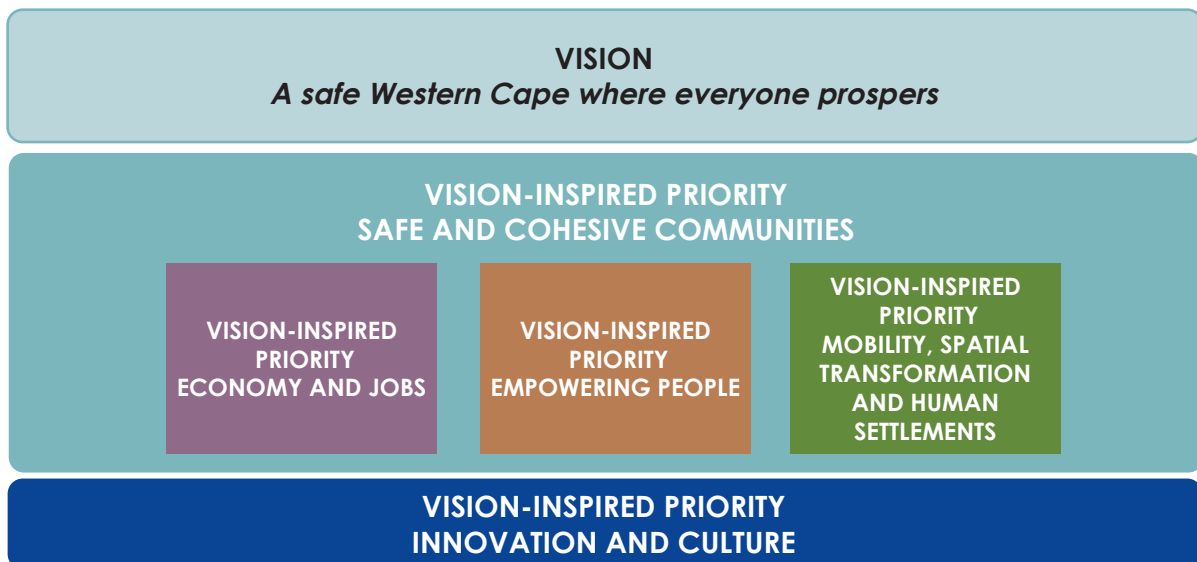 VISION
A safe Western Cape where everyone prospers
VISION-INSPIRED PRIORITY
SAFE AND COHESIVE COMMUNITIES
VISION-INSPIRED
PRIORITY
ECONOMY AND JOBS
VISION-INSPIRED
PRIORITY
EMPOWERING PEOPLE
VISION-INSPIRED
PRIORITY
MOBILITY, SPATIAL
TRANSFORMATION
AND HUMAN
SETTLEMENTS
VISION-INSPIRED PRIORITY
INNOVATION AND CULTURE